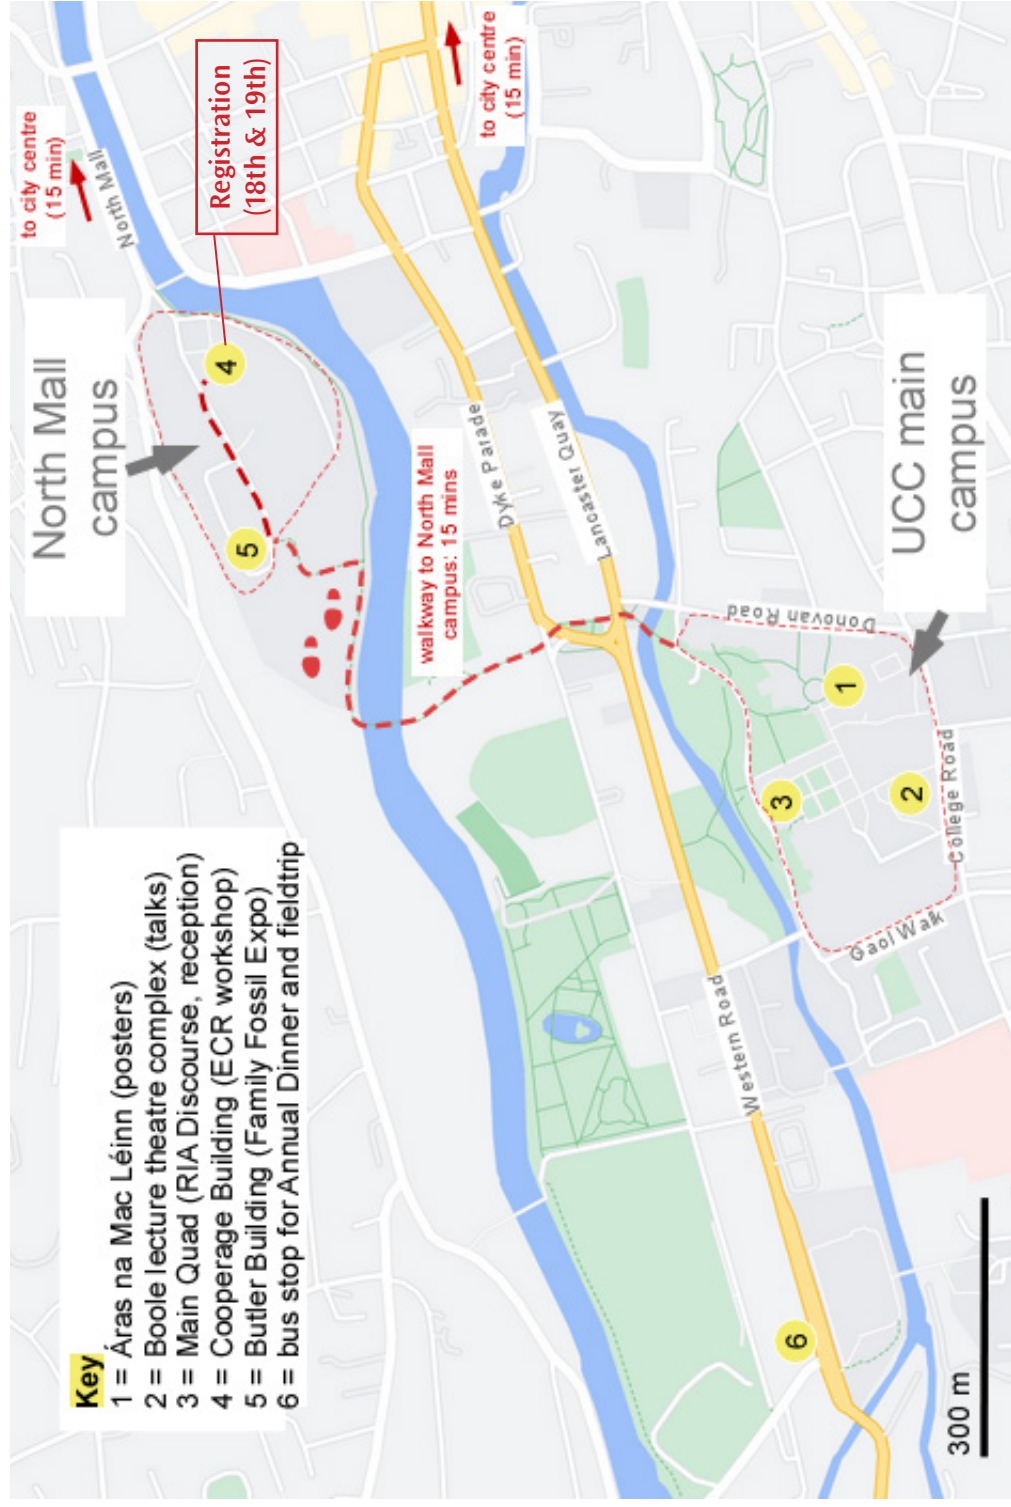 Key
1 = Áras na Mac Léinn (posters)
2 = Boole lecture theatre complex (talks)
3 = Main Quad (RIA Discourse, reception)
4 = Cooperage Building (ECR workshop)
5 = Butler Building (Family Fossil Expo)
6 = bus stop for Annual Dinner and fieldtrip
North Mall
campus
to city centre
(15 min)
North Mall
Registration
(18th & 19th)
4
5
walkway to North Mall
campus: 15 mins
to city centre
(15 min)
Dyke Parade
Lancaster Quay
Donovan Road
UCC main
campus
1
2
3
College Road
Gaol Walk
Western Road
6
300 m